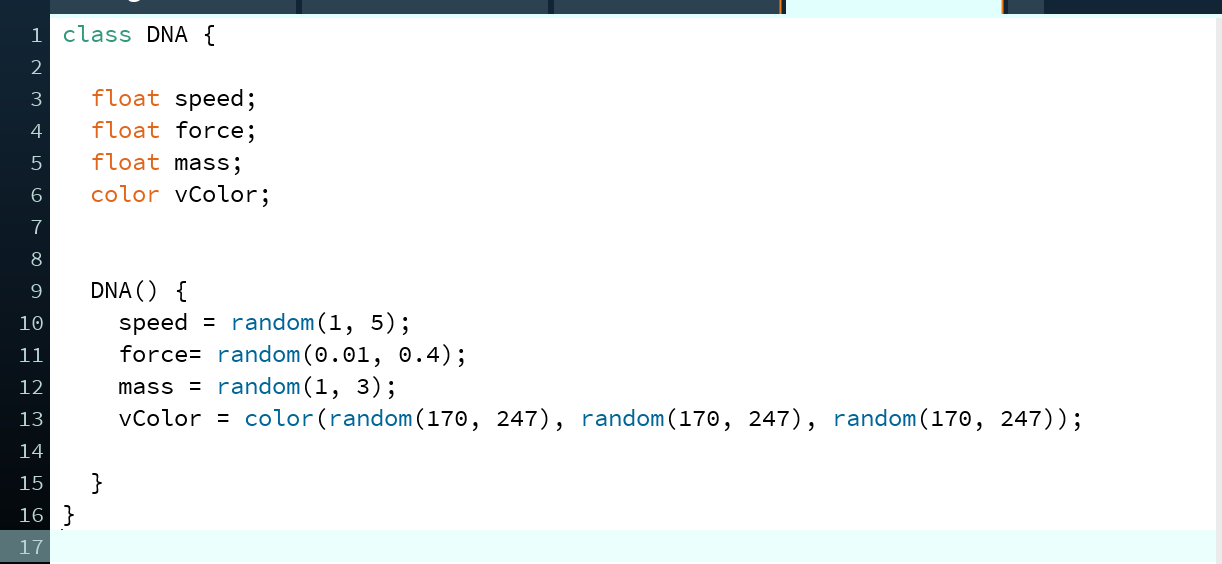 1 class DNA {
2
3 float speed;
4 float force;
5 float mass;
6 color vColor;
7
8
9 DNA() {
10 speed = random(1, 5);
11 force= random(0.01, 0.4);
12 mass = random(1, 3);
13 vColor = color(random(170, 247), random(170, 247), random(170, 247));
14
15 }
16 }
17